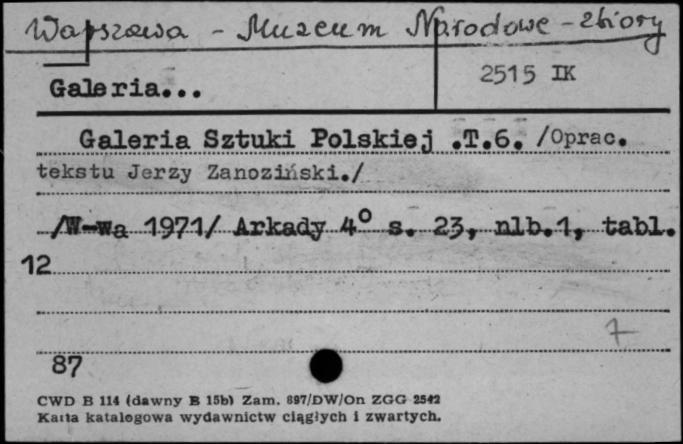 Warszawa - Muzeum Narodowe - zbiory
Galeria...
2515 IK
Galeria Sztuki Polskiej .T.6. /Oprac.
tekstu Jerzy Zanoziński./
/W-wa 1971/ Arkady 4° s. 23, nlb.1, tabl.
12
7
87
CWD B 114 (dawny B 15b) Zam. 897/DW/On ZGG 2542
Karta katalogowa wydawnictw ciągłych i zwartych.